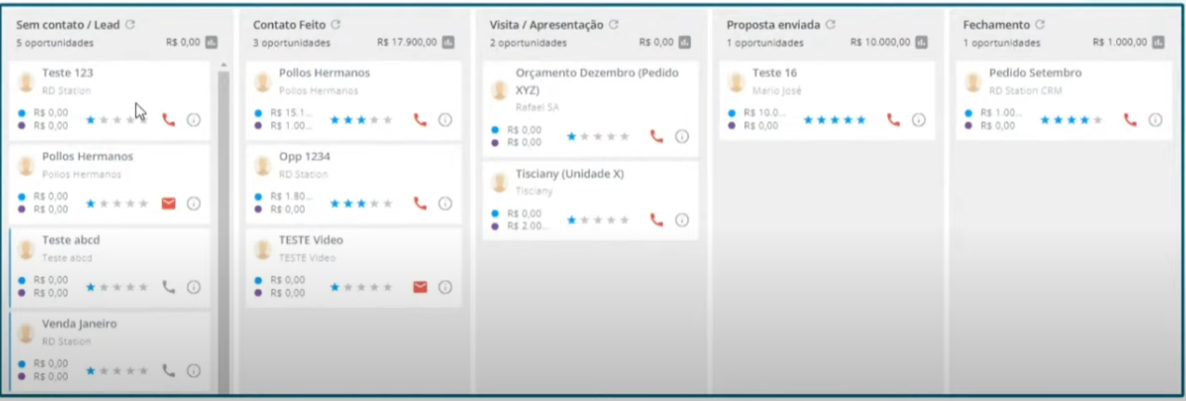 Sem contato / Lead
5 oportunidades R$ 0,00
Teste 123
RD Station
R$ 0,00
R$ 0,00
Pollos Hermanos
Pollos Hermanos
R$ 0,00
R$ 0,00
Teste abcd
Teste abcd
R$ 0,00
R$ 0,00
Venda Janeiro
RD Station
R$ 0,00
R$ 0,00
Contato Feito
3 oportunidades R$ 17.900,00
Pollos Hermanos
Pollos Hermanos
R$ 15.1...
R$ 1.00...
Opp 1234
RD Station
R$ 1.80...
R$ 0,00
TESTE Video
TESTE Video
R$ 0,00
R$ 0,00
Visita / Apresentação
2 oportunidades R$ 0,00
Orçamento Dezembro (Pedido
XYZ)
Rafael SA
R$ 0,00
R$ 0,00
Tisciany (Unidade X)
Tisciany
R$ 0,00
R$ 2.00...
Proposta enviada
1 oportunidades R$ 10.000,00
Teste 16
Mario José
R$ 10.0...
R$ 0,00
Fechamento
1 oportunidades R$ 1.000,00
Pedido Setembro
RD Station CRM
R$ 1.00...
R$ 0,00